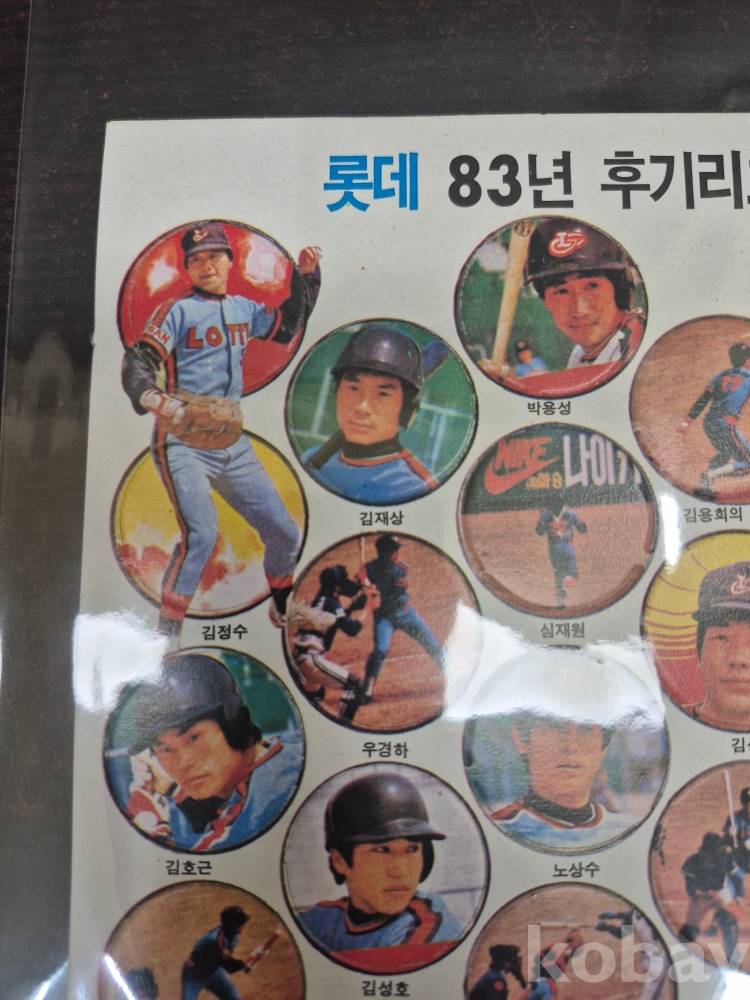 롯데 83년 후기리
LOTT
NIKE
나이키
박용성
김재상
김용희의
김정수
심재원
우경하
김호근
노상수
김성호
kobay